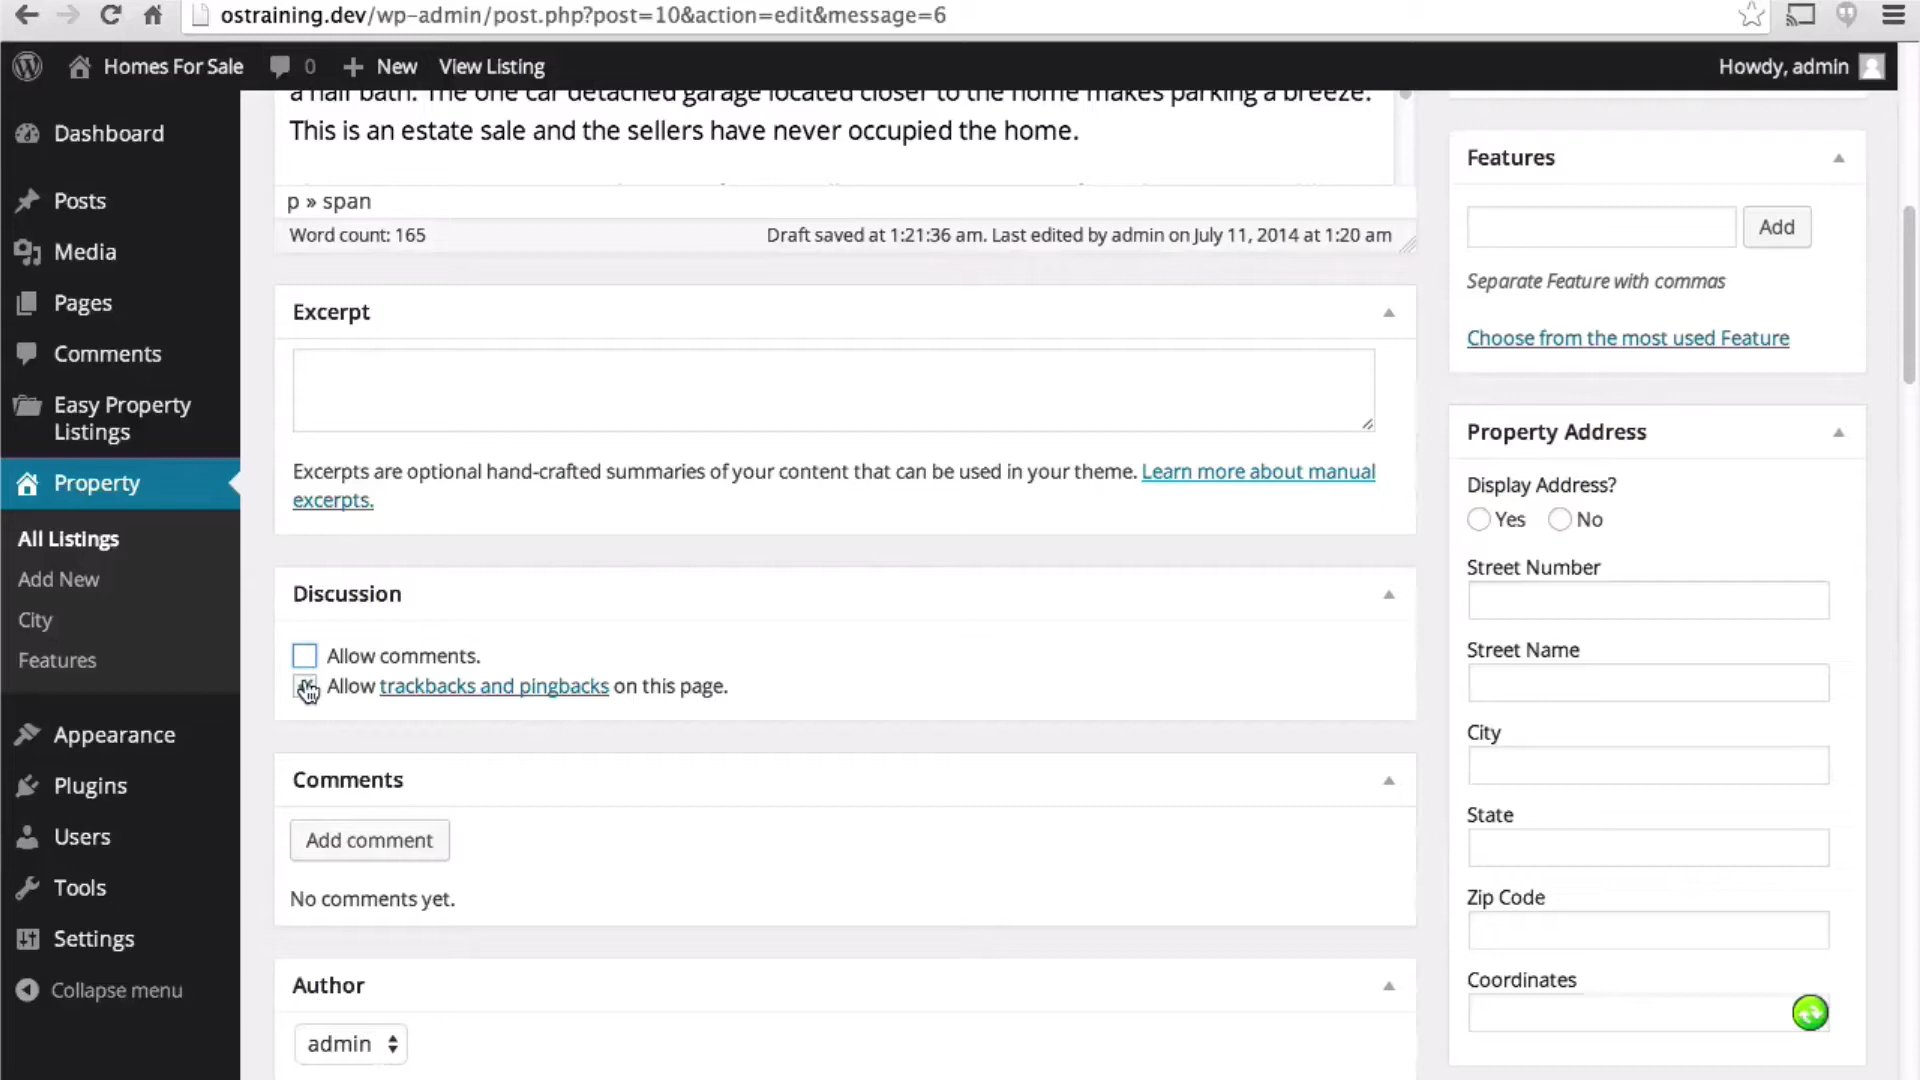 ostraining.dev/wp-admin/post.php?post=10&action=edit&message=6
Homes For Sale
0
New
View Listing
Howdy, admin
Dashboard
Posts
Media
Pages
Comments
Easy Property
Listings
Property
All Listings
Add New
City
Features
Appearance
Plugins
Users
Tools
Settings
Collapse menu
a half bath. The one car detached garage located closer to the home makes parking a breeze.
This is an estate sale and the sellers have never occupied the home.
p » span
Word count: 165
Draft saved at 1:21:36 am. Last edited by admin on July 11, 2014 at 1:20 am
Excerpt
Excerpts are optional hand-crafted summaries of your content that can be used in your theme. Learn more about manual
excerpts.
Discussion
Allow comments.
Allow trackbacks and pingbacks on this page.
Comments
Add comment
No comments yet.
Author
admin
Features
Add
Separate Feature with commas
Choose from the most used Feature
Property Address
Display Address?
Yes No
Street Number
Street Name
City
State
Zip Code
Coordinates